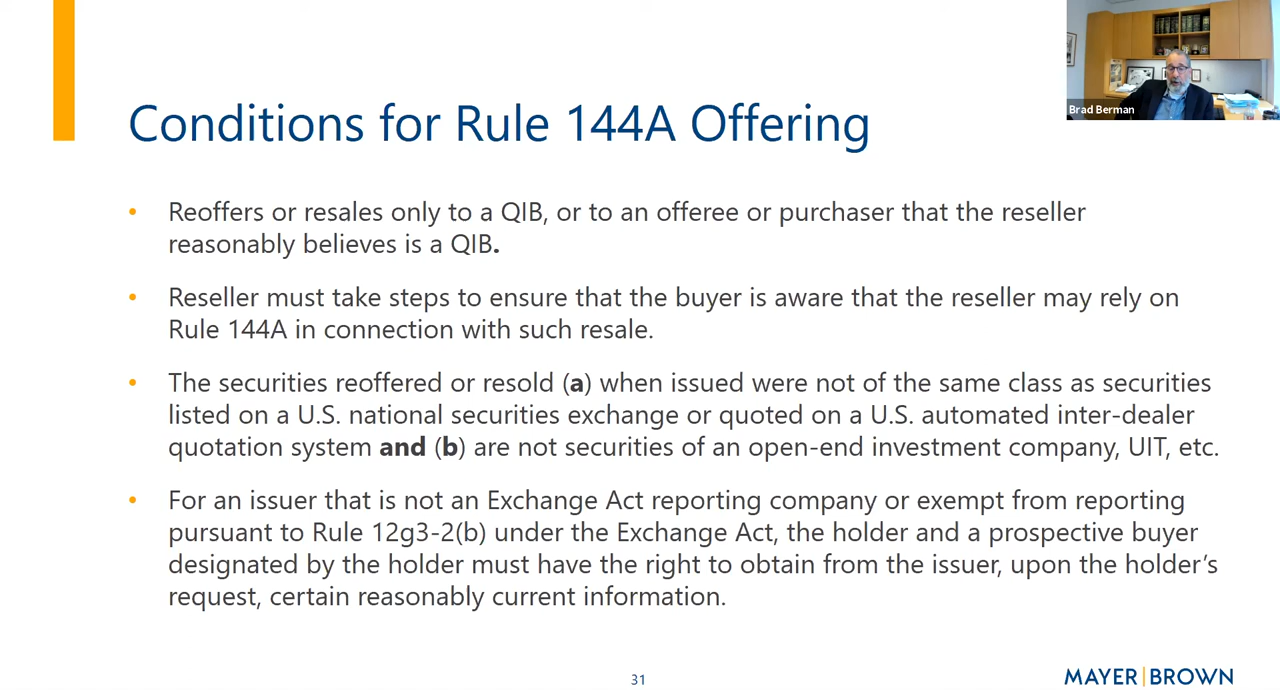 Brad Berman
Conditions for Rule 144A Offering
• Reoffers or resales only to a QIB, or to an offeree or purchaser that the reseller
reasonably believes is a QIB.
• Reseller must take steps to ensure that the buyer is aware that the reseller may rely on
Rule 144A in connection with such resale.
• The securities reoffered or resold (a) when issued were not of the same class as securities
listed on a U.S. national securities exchange or quoted on a U.S. automated inter-dealer
quotation system and (b) are not securities of an open-end investment company, UIT, etc.
• For an issuer that is not an Exchange Act reporting company or exempt from reporting
pursuant to Rule 12g3-2(b) under the Exchange Act, the holder and a prospective buyer
designated by the holder must have the right to obtain from the issuer, upon the holder’s
request, certain reasonably current information.
31
MAYER|BROWN